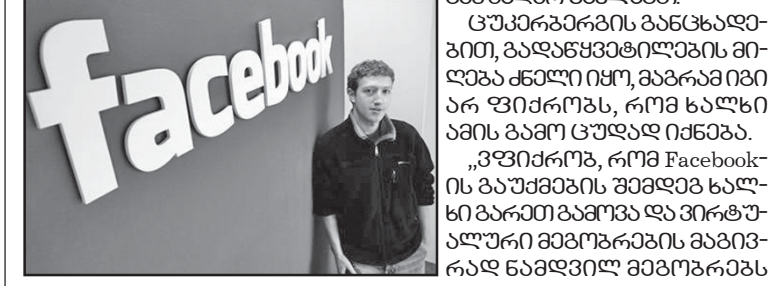 facebook
ცუკერბერგის განცხადე-
ბით, გადაწყვეტილების მი-
ღება ძნელი იყო, მაგრამ იგი
არ ფიქრობს, რომ ხალხი
ამის გამო ცუდად იქნება.
„ვფიქრობ, რომ Facebook-
ის გაუქმების შემდეგ ხალ-
ხი გარეთ გამოვა და ვირტუ-
ალური მეგობრების მაგივ-
რად ნამდვილ მეგობრებს